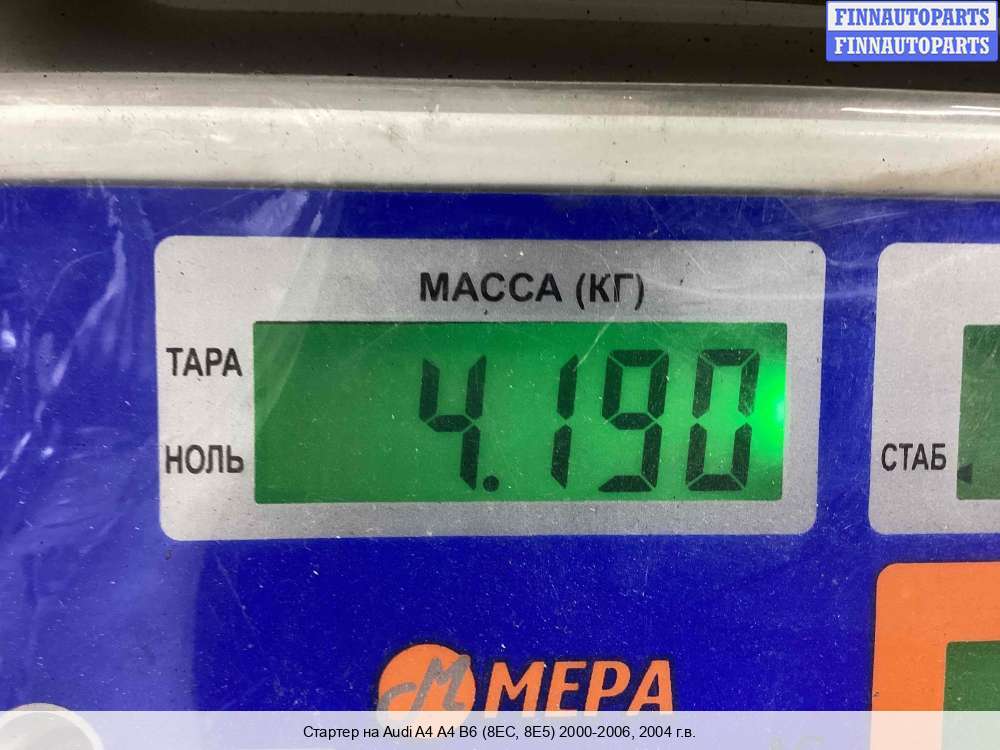 FINNAUTOPARTS
FINNAUTOPARTS
МАССА (КГ)
ТАРА
4.190
НОЛЬ
СТАБ
МЕРА
Стартер на Audi A4 A4 B6 (8EC, 8E5) 2000-2006, 2004 г.в.